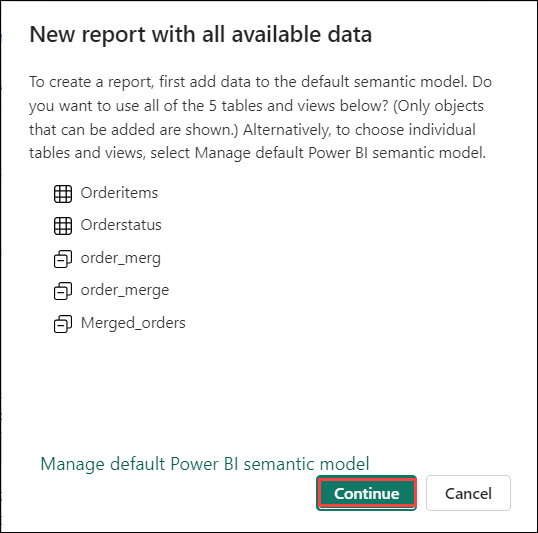 New report with all available data
To create a report, first add data to the default semantic model. Do
you want to use all of the 5 tables and views below? (Only objects
that can be added are shown.) Alternatively, to choose individual
tables and views, select Manage default Power BI semantic model.
Orderitems
Orderstatus
order_merg
order_merge
Merged_orders
Manage default Power BI semantic model
Continue Cancel